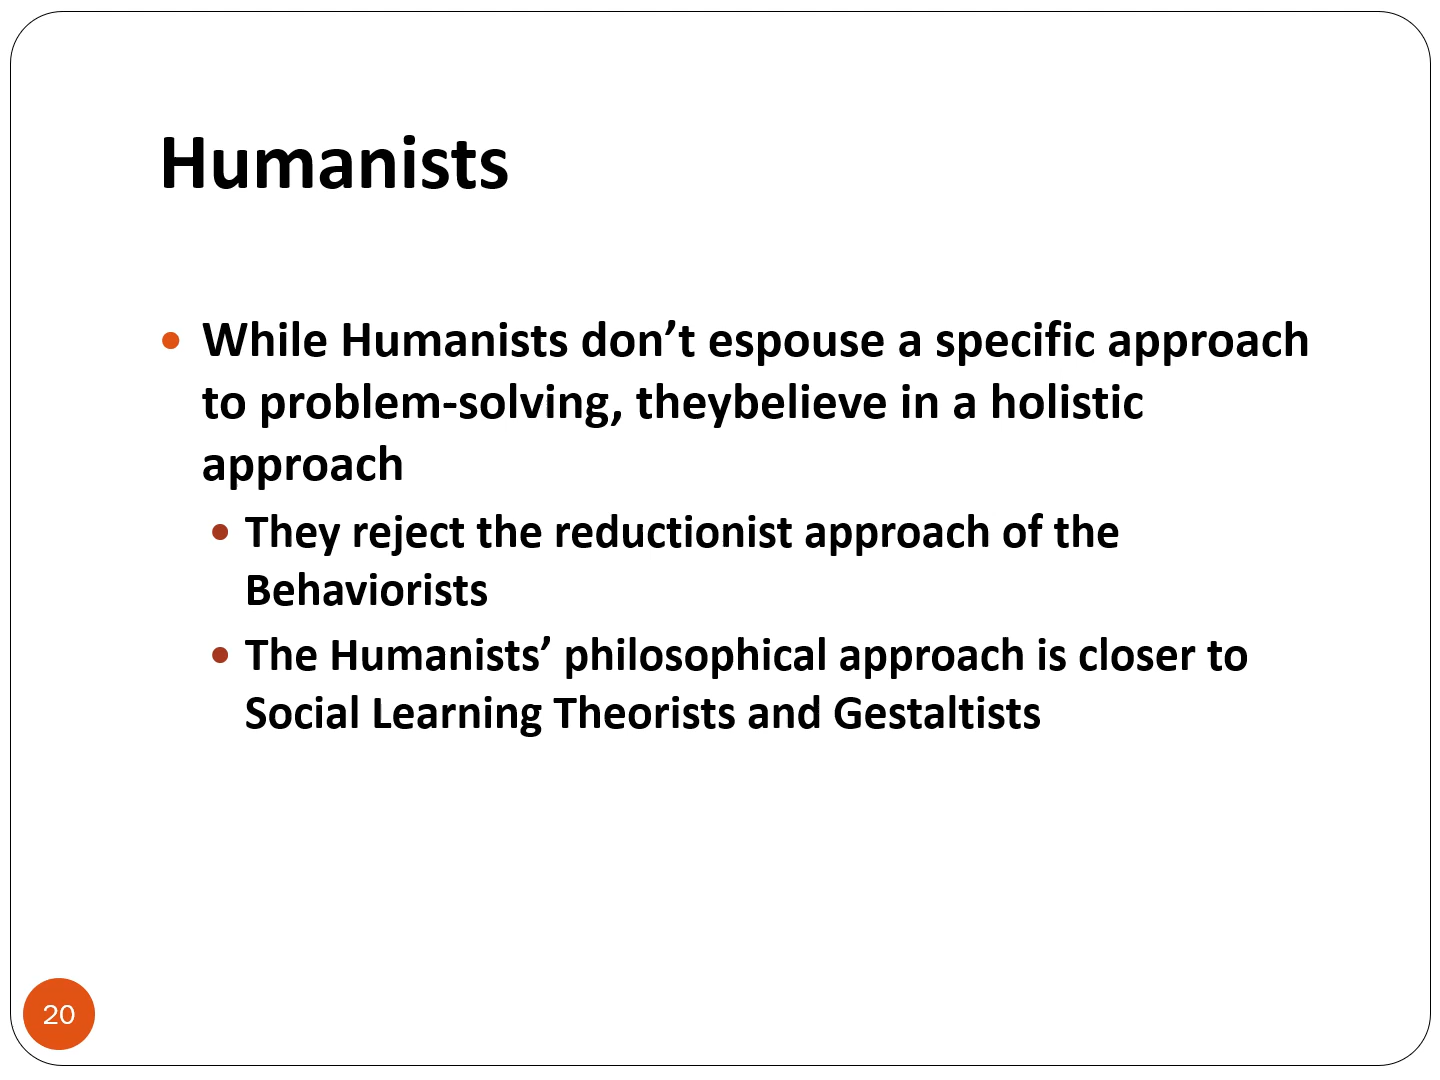 Humanists
• While Humanists don’t espouse a specific approach
to problem-solving, theybelieve in a holistic
approach
• They reject the reductionist approach of the
Behaviorists
• The Humanists’ philosophical approach is closer to
Social Learning Theorists and Gestaltists
20